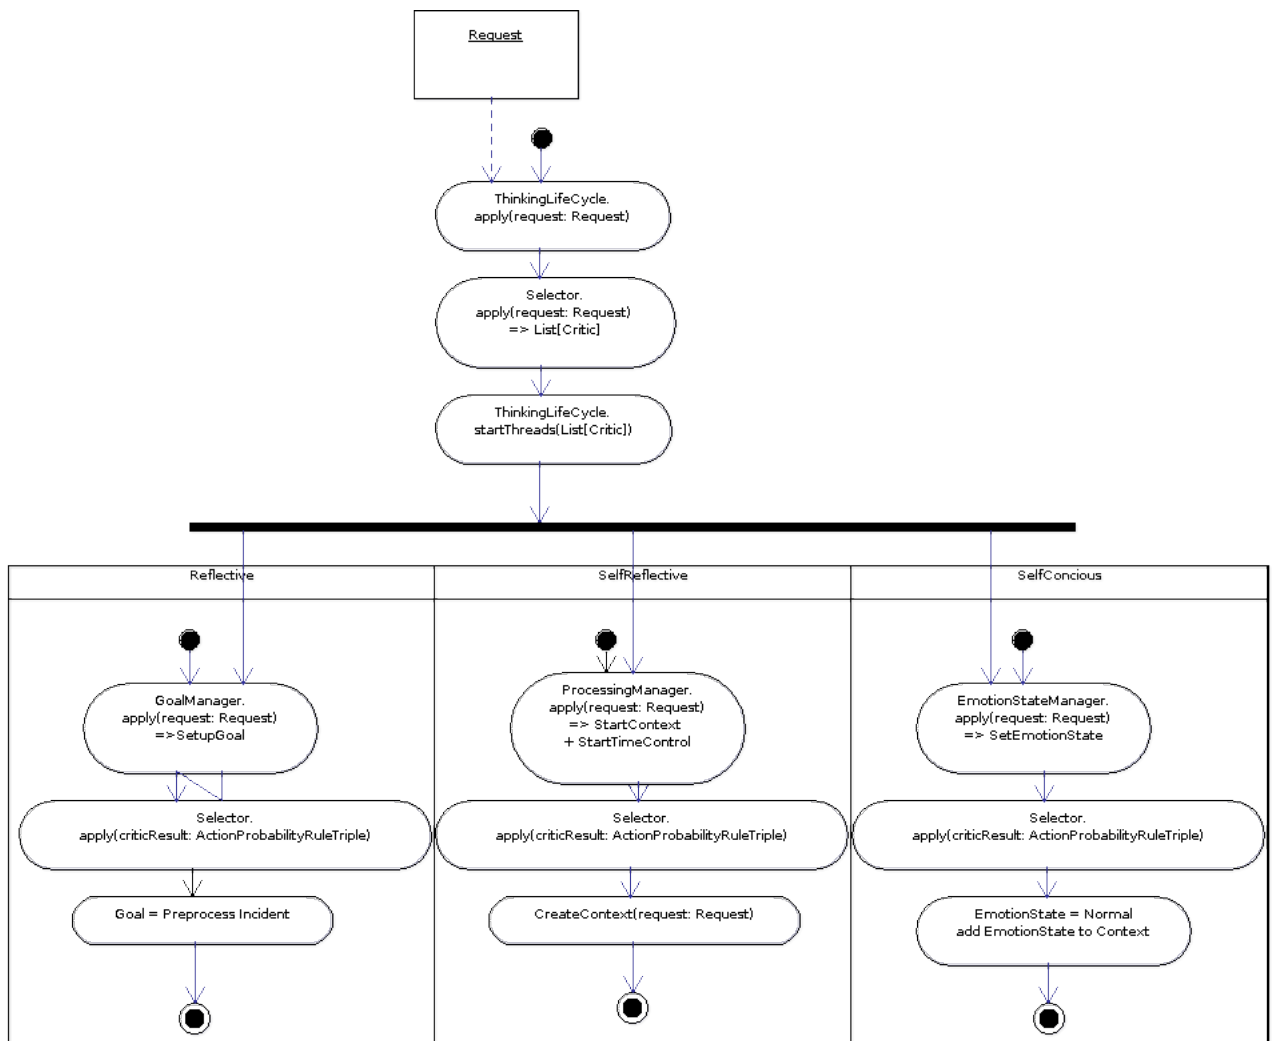 Request
ThinkingLifeCycle.
apply(request: Request)
Selector.
apply(request: Request)
=> List[Critic]
ThinkingLifeCycle.
startThreads(List[Critic])
Reflective
SelfReflective
SelfConcious
GoalManager.
apply(request: Request)
=>SetupGoal
ProcessingManager.
apply(request: Request)
=> StartContext
+ StartTimeControl
EmotionStateManager.
apply(request: Request)
=> SetEmotionState
Selector.
apply(criticResult: ActionProbabilityRuleTriple)
Selector.
apply(criticResult: ActionProbabilityRuleTriple)
Selector.
apply(criticResult: ActionProbabilityRuleTriple)
Goal = Preprocess Incident
CreateContext(request: Request)
EmotionState = Normal
add EmotionState to Context